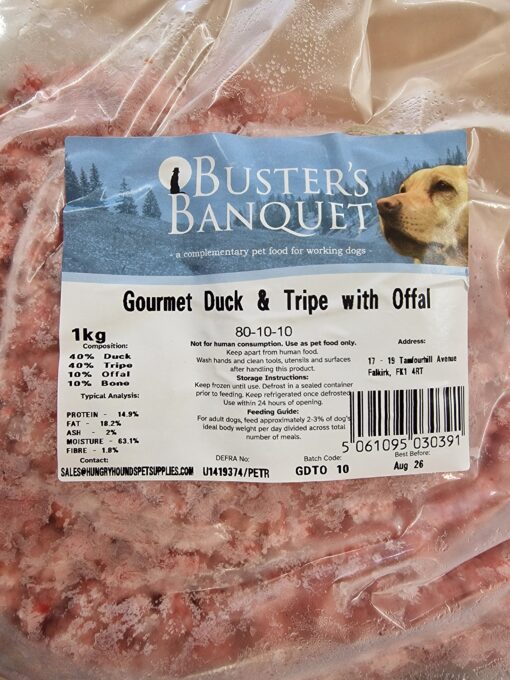 BUSTER'S
BANQUET
- a complementary pet food for working dogs -
Gourmet Duck & Tripe with Offal
1kg
Composition:
40% Duck
40% Tripe
10% Offal
10% Bone
Typical Analysis:
PROTEIN - 14.9%
FAT - 18.2%
ASH - 2%
MOISTURE - 63.1%
FIBRE - 1.8%
Contact:
SALES@HUNGRYHOUNDSPETSUPPLIES.COM
80-10-10
Not for human consumption. Use as pet food only.
Keep apart from human food.
Wash hands and clean tools, utensils and surfaces
after handling this product.
Storage Instructions:
Keep frozen until use. Defrost in a sealed container
prior to feeding. Keep refrigerated once defrosted
Use within 24 hours of opening.
Feeding Guide:
For adult dogs, feed approximately 2-3% of dog's
ideal body weight per day divided across total
number of meals.
DEFRA No:
U1419374/PETR
Batch Code:
GDTO 10
Address:
17 - 19 Tamfourhill Avenue
Falkirk, FK1 4RT
5 061095 030391
Best Before:
Aug 26